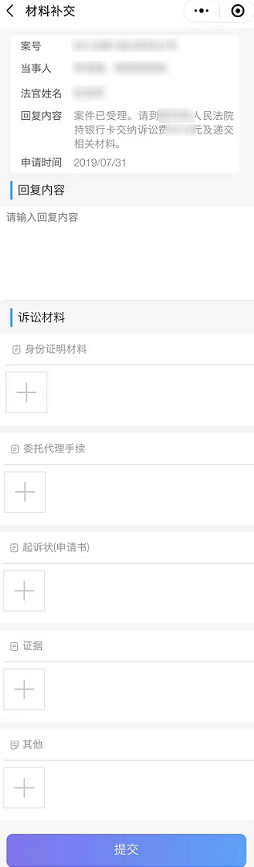 材料补交
案号
当事人
法官姓名
回复内容 案件已受理。请到 人民法院
持银行卡交纳诉讼费 元及递交
相关材料。
申请时间 2019/07/31
回复内容
请输入回复内容
诉讼材料
身份证明材料
委托代理手续
起诉状(申请书)
证据
其他
提交